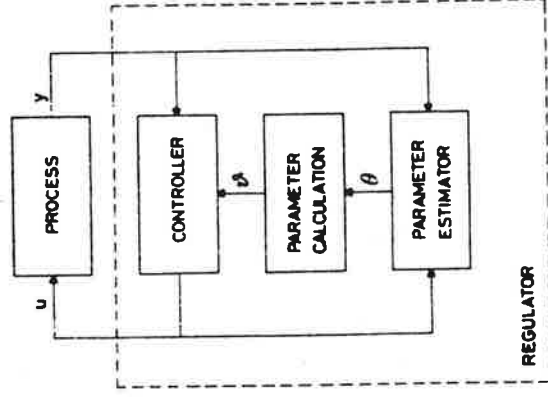 PROCESS
u
y
CONTROLLER
ϑ
PARAMETER
CALCULATION
θ
PARAMETER
ESTIMATOR
REGULATOR